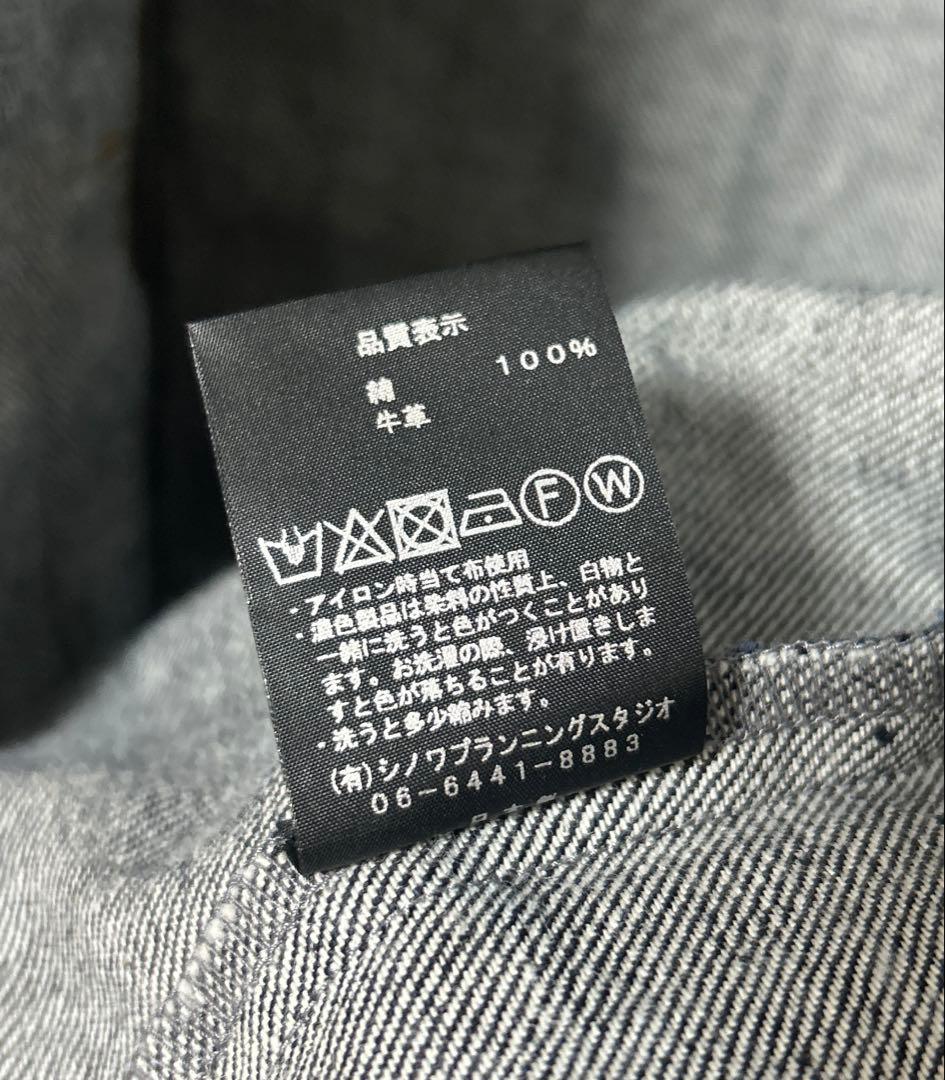 品質表示
綿 100%
牛革
F W
・アイロン時当て布使用
・濃色製品は染料の性質上、白物と
一緒に洗うと色がつくことがあり
ます。お洗濯の際、浸け置きしま
すと色が落ちることが有ります。
・洗うと多少縮みます。
(有)シノワプランニングスタジオ
06-6441-8883